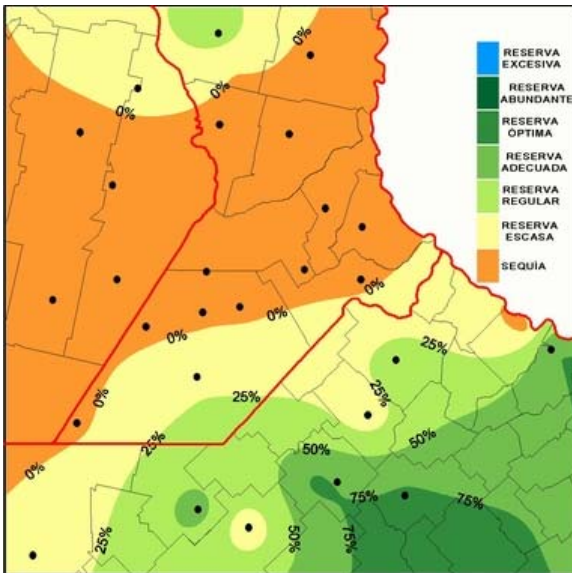 0%
RESERVA
EXCESIVA
RESERVA
ABUNDANTE
RESERVA
ÓPTIMA
RESERVA
ADECUADA
RESERVA
REGULAR
RESERVA
ESCASA
SEQUÍA
0%
0%
0%
0%
0%
25%
25%
0%
25%
25%
50%
50%
0%
75%
75%
25%
50%
75%